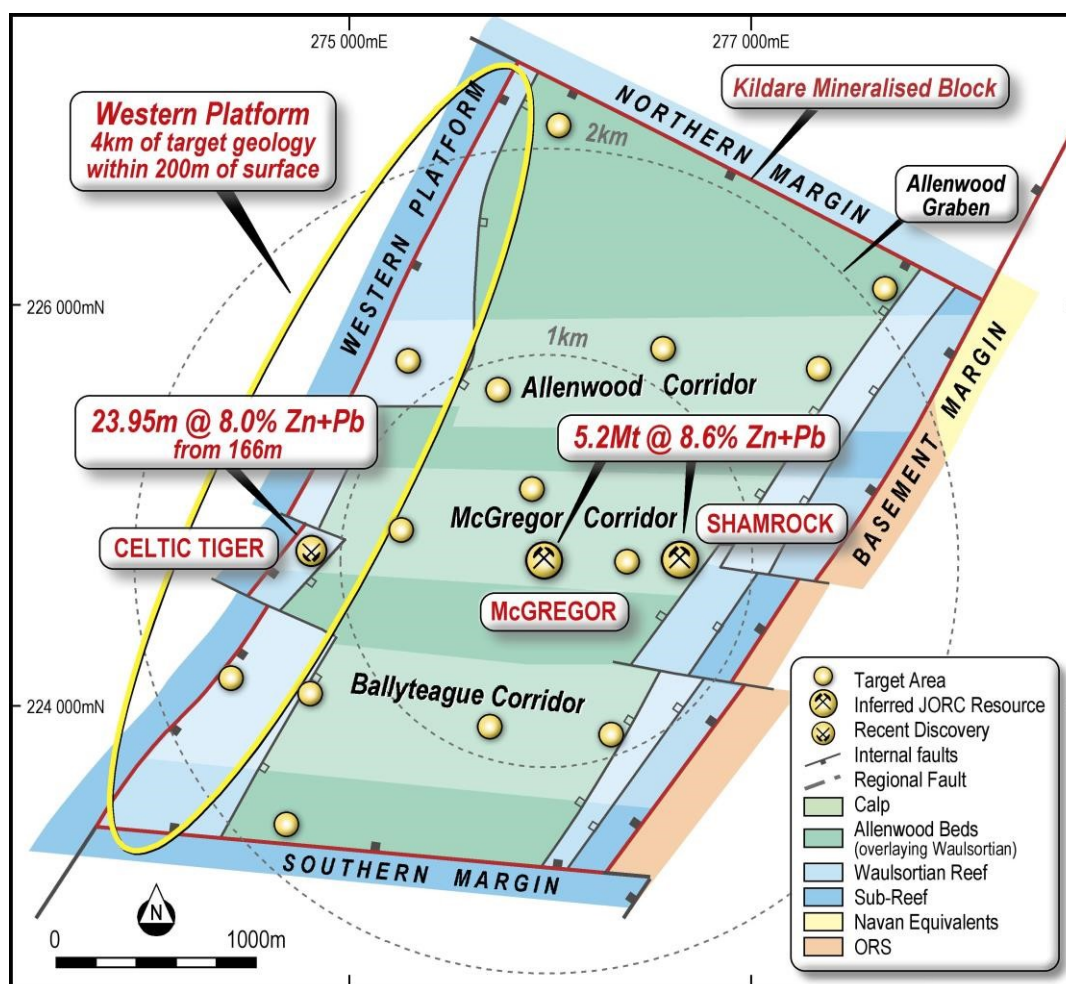 275 000mE
277 000mE
Western Platform
4km of target geology
within 200m of surface
Kildare Mineralised Block
NORTHERN MARGIN
2km
WESTERN PLATFORM
Allenwood
Graben
226 000mN
1km
Allenwood Corridor
23.95m @ 8.0% Zn+Pb
from 166m
5.2Mt @ 8.6% Zn+Pb
BASEMENT MARGIN
McGregor Corridor
SHAMROCK
CELTIC TIGER
McGREGOR
Ballyteague Corridor
224 000mN
SOUTHERN MARGIN
N
0 1000m
Target Area
Inferred JORC Resource
Recent Discovery
Internal faults
Regional Fault
Calp
Allenwood Beds
(overlaying Waulsortian)
Waulsortian Reef
Sub-Reef
Navan Equivalents
ORS